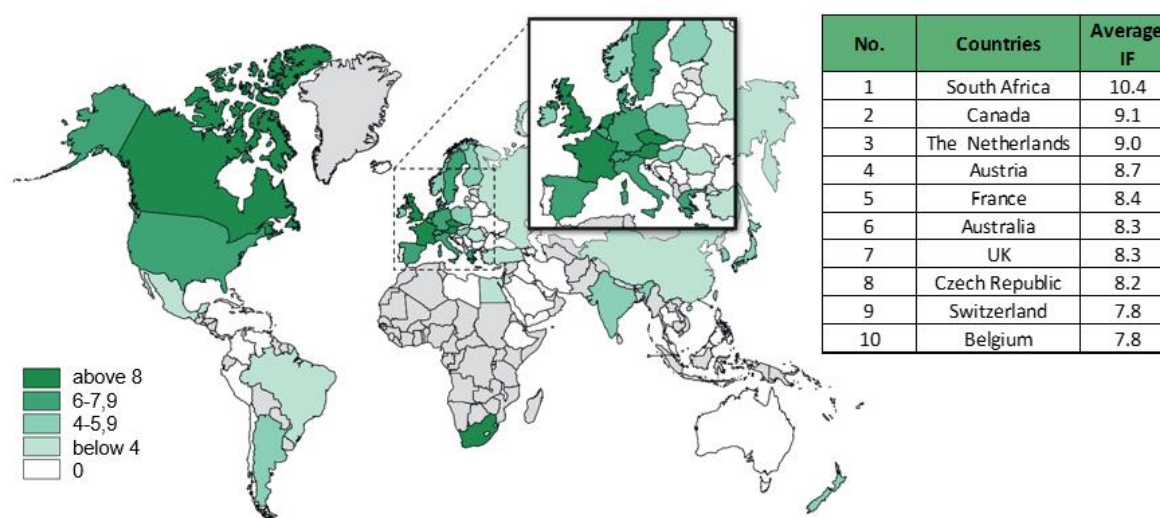 No. Countries Average IF
1 South Africa 10.4
2 Canada 9.1
3 The Netherlands 9.0
4 Austria 8.7
5 France 8.4
6 Australia 8.3
7 UK 8.3
8 Czech Republic 8.2
9 Switzerland 7.8
10 Belgium 7.8
above 8
6-7,9
4-5,9
below 4
0